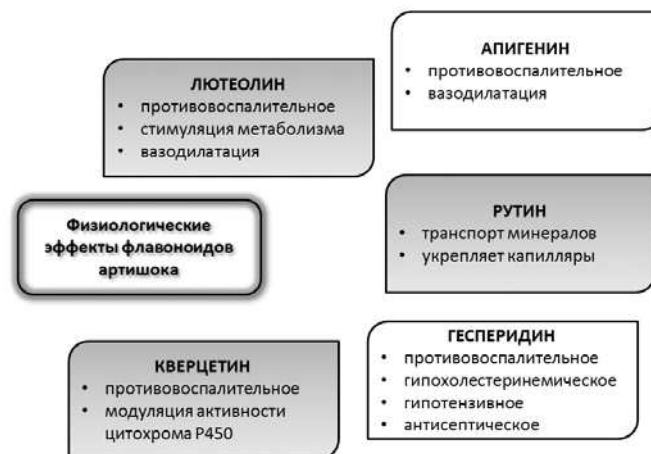 АПИГЕНИН
• противовоспалительное
• вазодилатация
ЛЮТЕОЛИН
• противовоспалительное
• стимуляция метаболизма
• вазодилатация
Физиологические
эффекты флавоноидов
артишока
РУТИН
• транспорт минералов
• укрепляет капилляры
ГЕСПЕРИДИН
• противовоспалительное
• гипохолестеринемическое
• гипотензивное
• антисептическое
КВЕРЦЕТИН
• противовоспалительное
• модуляция активности
цитохрома P450